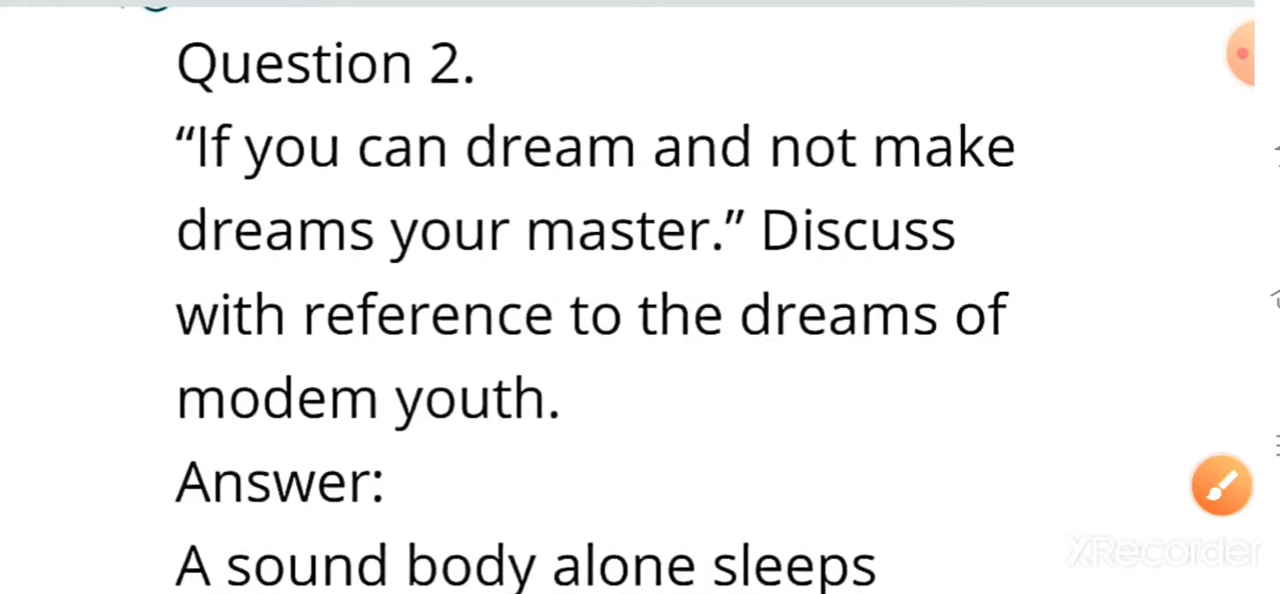 Question 2.
“If you can dream and not make
dreams your master.” Discuss
with reference to the dreams of
modem youth.
Answer:
A sound body alone sleeps
XRecorder